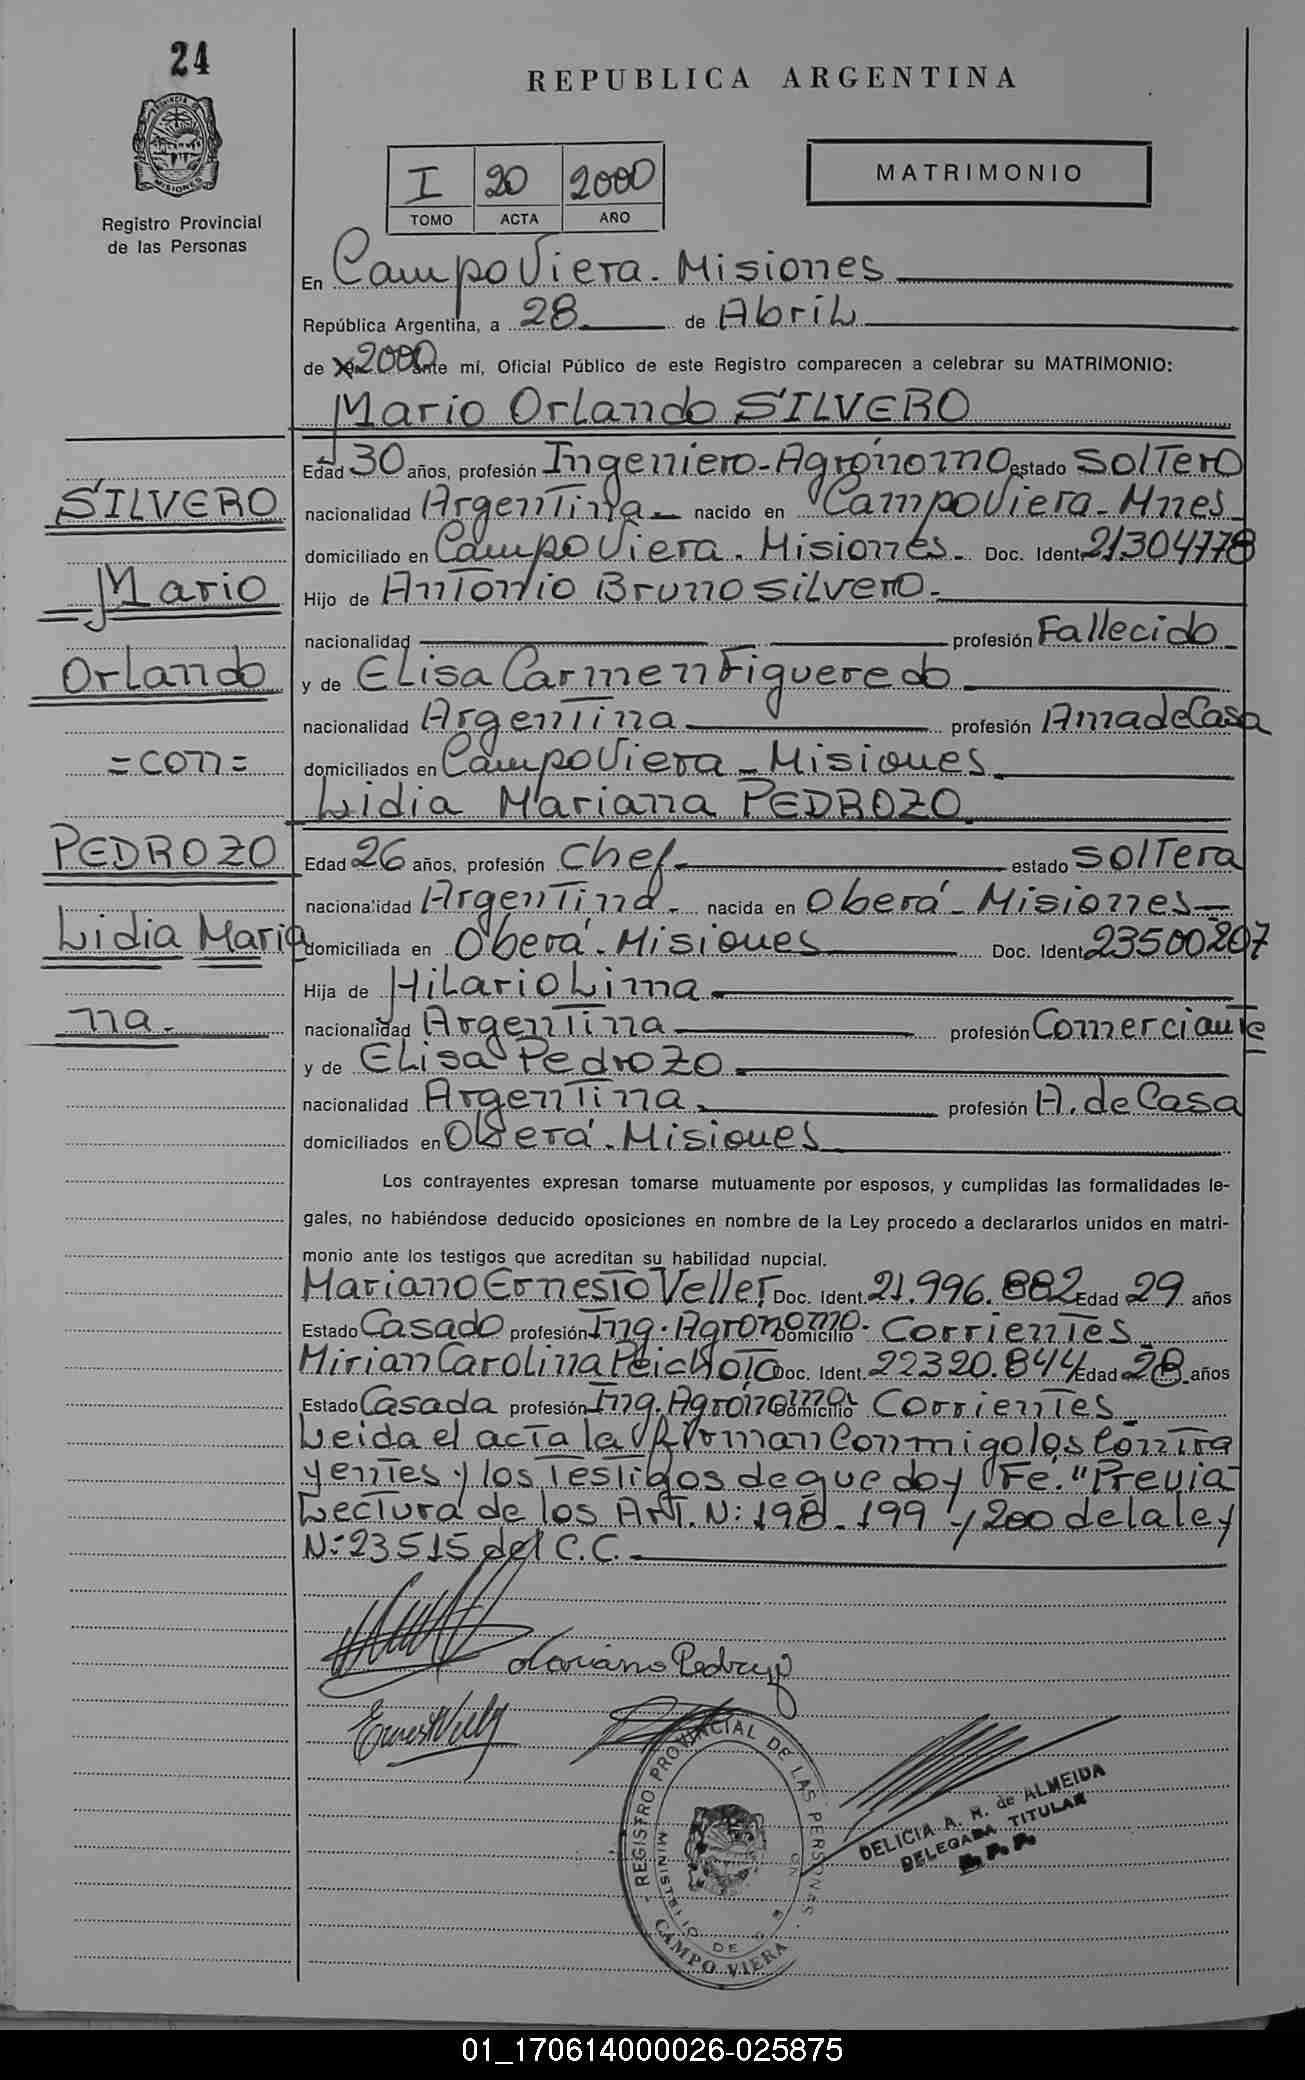 24
REPUBLICA ARGENTINA
PROVINCIA DE MISIONES
Registro Provincial
de las Personas
I 20 2000
TOMO ACTA AÑO
MATRIMONIO
En Campo Viera - Misiones
República Argentina, a 28 de Abril
de 2000 ante mí, Oficial Público de este Registro comparecen a celebrar su MATRIMONIO:
Mario Orlando SILVERO
Edad 30 años, profesión Ingeniero-Agrónomo estado Soltero
SILVERO
nacionalidad Argentina nacido en Campo Viera - Mnes
domiciliado en Campo Viera - Misiones - Doc. Ident. 21304778
Mario
Hijo de Antonio Bruno Silvero -
nacionalidad profesión Fallecido
Orlando
y de Elisa Carmen Figueredo
nacionalidad Argentina profesión Ama de Casa
= con =
domiciliados en Campo Viera - Misiones
Lidia Mariana PEDROZO
PEDROZO
Edad 26 años, profesión Chef estado Soltera
nacionalidad Argentina - nacida en Oberá - Misiones
Lidia Maria
domiciliada en Oberá - Misiones Doc. Ident. 23500207
Hija de Hilario Lima
na -
nacionalidad Argentina profesión Comerciante
y de Elisa Pedrozo
nacionalidad Argentina profesión A. de Casa
domiciliados en Oberá - Misiones
Los contrayentes expresan tomarse mutuamente por esposos, y cumplidas las formalidades le-
gales, no habiéndose deducido oposiciones en nombre de la Ley procedo a declararlos unidos en matri-
monio ante los testigos que acreditan su habilidad nupcial.
Mariano Ernesto Veller Doc. Ident. 21.996.882 Edad 29 años
Estado Casado profesión Ing. Agronomo - Domicilio Corrientes
Mirian Carolina Peichoto Doc. Ident. 22320.844 Edad 28 años
Estado Casada profesión Ing. Agrónoma Domicilio Corrientes
Leida el acta la firman conmigo los contra
yentes y los Testigos de que doy Fe. "Previa
Lectura de los Art. N: 198 - 199 y 200 de la ley
N: 23515 del C.C.
Mariana Pedrozo
REGISTRO PROVINCIAL DE LAS PERSONAS
MINISTERIO DE
CAMPO VIERA
DELICIA A. R. de ALMEIDA
DELEGADA TITULAR
R. P. P.
01_170614000026-025875